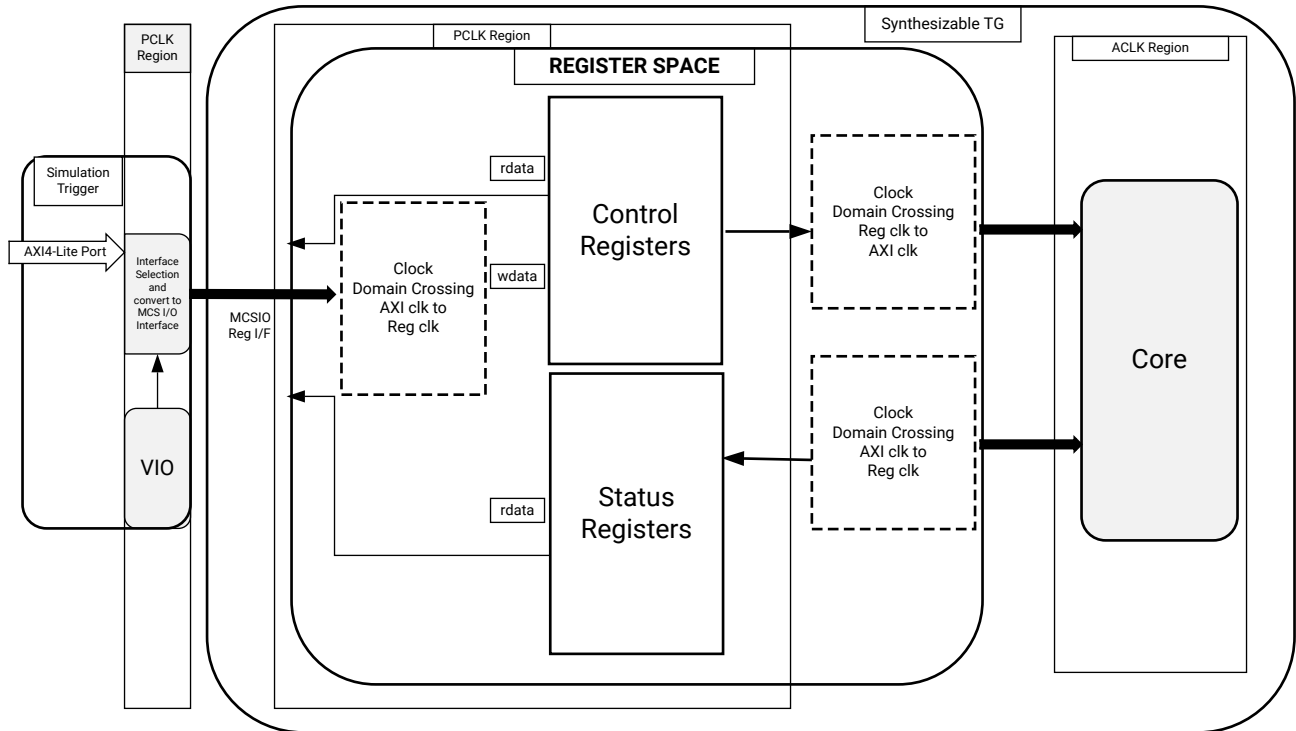 Synthesizable TG
PCLK
Region
PCLK Region
ACLK Region
REGISTER SPACE
Simulation
Trigger
AXI4-Lite Port
Interface
Selection
and
convert to
MCS I/O
Interface
VIO
MCSIO
Reg I/F
rdata
Clock
Domain Crossing
AXI clk to
Reg clk
wdata
Control
Registers
Clock
Domain Crossing
Reg clk to
AXI clk
Core
Clock
Domain Crossing
AXI clk to
Reg clk
rdata
Status
Registers